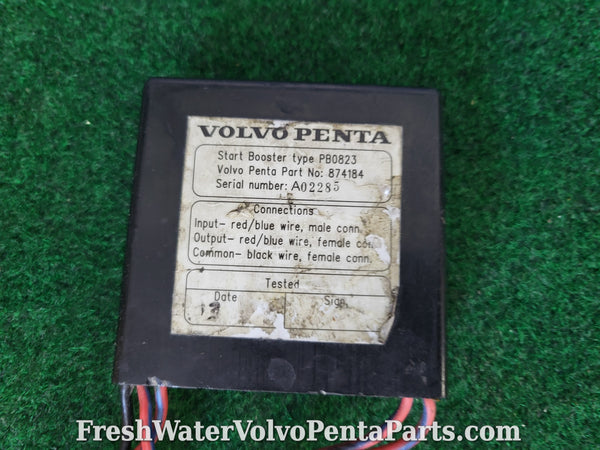 VOLVO PENTA
Start Booster type PB0823
Volvo Penta Part No: 874184
Serial number: A02285
Connections
Input- red/blue wire, male conn.
Output- red/blue wire, female con
Common- black wire, female conn.
Tested
Date Sign.
FreshWaterVolvoPentaParts.com